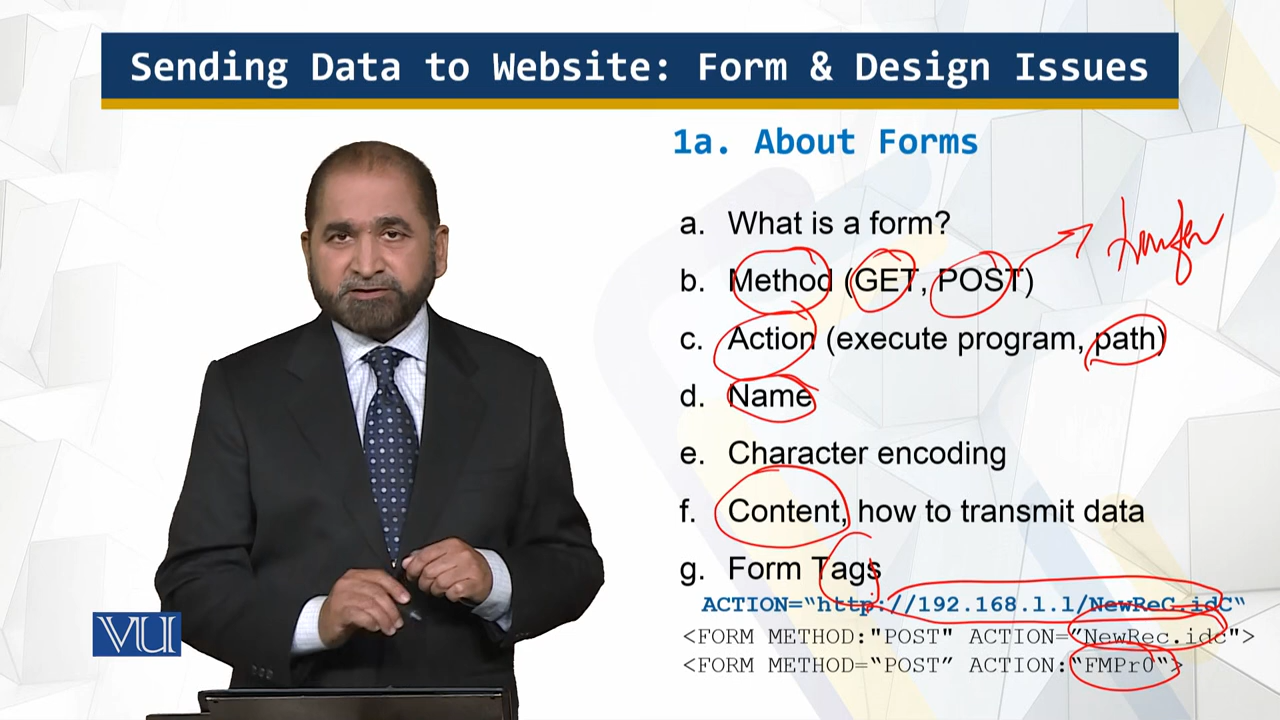 Sending Data to Website: Form & Design Issues
1a. About Forms
a. What is a form?
b. Method (GET, POST)
c. Action (execute program, path)
d. Name
e. Character encoding
f. Content, how to transmit data
g. Form Tags
ACTION=“http://192.168.1.1/NewReC.idC“
<FORM METHOD:"POST" ACTION=”NewRec.idc">
<FORM METHOD=“POST” ACTION:“FMPr0“>
VU